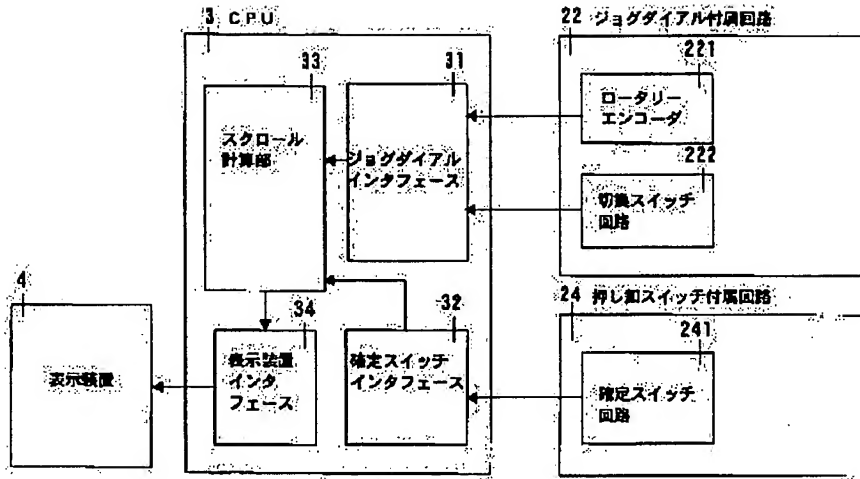 3 CPU
33
スクロール
計算部
31
ジョグダイアル
インタフェース
22 ジョグダイアル付属回路
221
ロータリー
エンコーダ
222
切換スイッチ
回路
4
表示装置
34
表示装置
インタ
フェース
32
確定スイッチ
インタフェース
24 押し釦スイッチ付属回路
241
確定スイッチ
回路